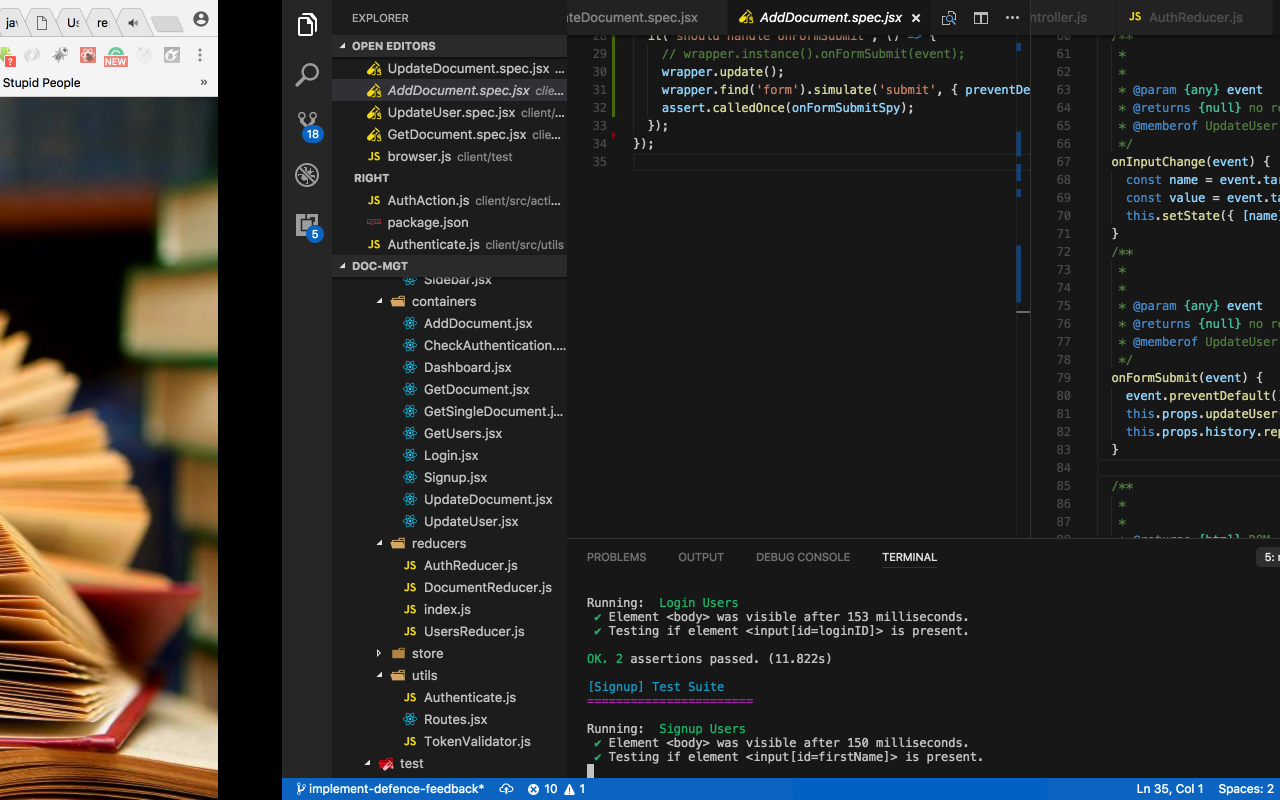 jav
Us
re
?
NEW
Stupid People
»
EXPLORER
OPEN EDITORS
UpdateDocument.spec.jsx ...
AddDocument.spec.jsx clie...
UpdateUser.spec.jsx client/...
GetDocument.spec.jsx clie...
JS browser.js client/test
RIGHT
JS AuthAction.js client/src/acti...
package.json
JS Authenticate.js client/src/utils
DOC-MGT
Sidebar.jsx
containers
AddDocument.jsx
CheckAuthentication....
Dashboard.jsx
GetDocument.jsx
GetSingleDocument.j...
GetUsers.jsx
Login.jsx
Signup.jsx
UpdateDocument.jsx
UpdateUser.jsx
reducers
JS AuthReducer.js
JS DocumentReducer.js
JS index.js
JS UsersReducer.js
store
utils
JS Authenticate.js
Routes.jsx
JS TokenValidator.js
test
18
5
teDocument.spec.jsx
AddDocument.spec.jsx ×
...
ntroller.js
JS AuthReducer.js
28 it('should handle onFormSubmit', () => {
29 // wrapper.instance().onFormSubmit(event);
30 wrapper.update();
31 wrapper.find('form').simulate('submit', { preventDe
32 assert.calledOnce(onFormSubmitSpy);
33 });
34 });
35
60 /**
61 *
62 *
63 * @param {any} event
64 * @returns {null} no re
65 * @memberof UpdateUser
66 */
67 onInputChange(event) {
68 const name = event.tar
69 const value = event.ta
70 this.setState({ [name]
71 }
72 /**
73 *
74 *
75 * @param {any} event
76 * @returns {null} no re
77 * @memberof UpdateUser
78 */
79 onFormSubmit(event) {
80 event.preventDefault()
81 this.props.updateUser
82 this.props.history.rep
83 }
84
85 /**
86 *
87 *
88 * @returns {html} DOM
PROBLEMS OUTPUT DEBUG CONSOLE TERMINAL
5:
Running: Login Users
✔ Element <body> was visible after 153 milliseconds.
✔ Testing if element <input[id=loginID]> is present.
OK. 2 assertions passed. (11.822s)
[Signup] Test Suite
=======================
Running: Signup Users
✔ Element <body> was visible after 150 milliseconds.
✔ Testing if element <input[id=firstName]> is present.
implement-defence-feedback* 10 1
Ln 35, Col 1 Spaces: 2